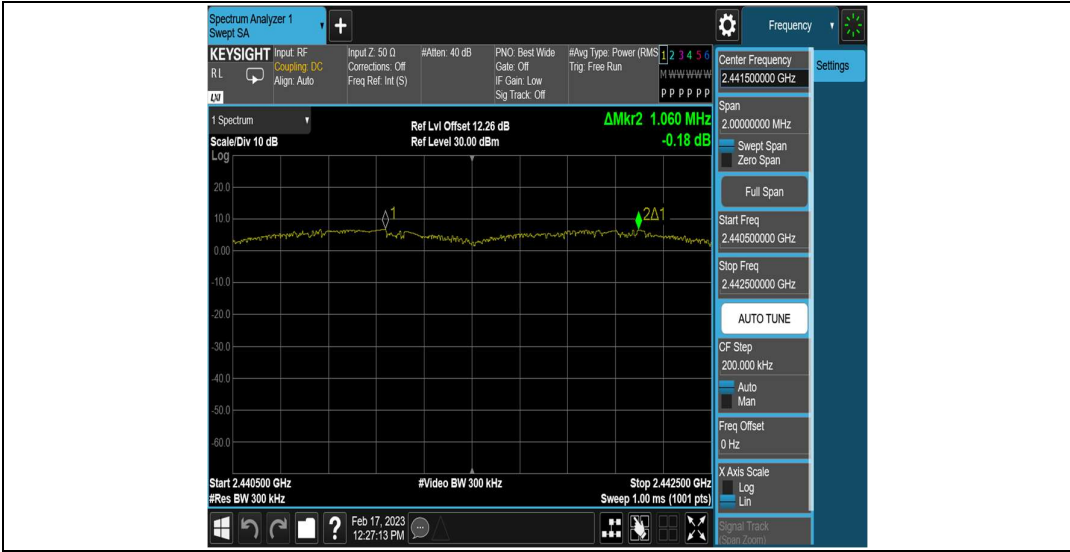 Spectrum Analyzer 1
Swept SA
+
Frequency
KEYSIGHT
R L
LXI
Input: RF
Coupling: DC
Align: Auto
Input Z: 50 Ω
Corrections: Off
Freq Ref: Int (S)
#Atten: 40 dB
PNO: Best Wide
Gate: Off
IF Gain: Low
Sig Track: Off
#Avg Type: Power (RMS
Trig: Free Run
1 2 3 4 5 6
M W W W W W
P P P P P P
1 Spectrum
Scale/Div 10 dB
Ref Lvl Offset 12.26 dB
Ref Level 30.00 dBm
ΔMkr2 1.060 MHz
-0.18 dB
Log
20.0
10.0
0.00
-10.0
-20.0
-30.0
-40.0
-50.0
-60.0
1
2Δ1
Start 2.440500 GHz
#Res BW 300 kHz
#Video BW 300 kHz
Stop 2.442500 GHz
Sweep 1.00 ms (1001 pts)
Feb 17, 2023
12:27:13 PM
?
Center Frequency
2.441500000 GHz
Settings
Span
2.00000000 MHz
Swept Span
Zero Span
Full Span
Start Freq
2.440500000 GHz
Stop Freq
2.442500000 GHz
AUTO TUNE
CF Step
200.000 kHz
Auto
Man
Freq Offset
0 Hz
X Axis Scale
Log
Lin
Signal Track
(Span Zoom)